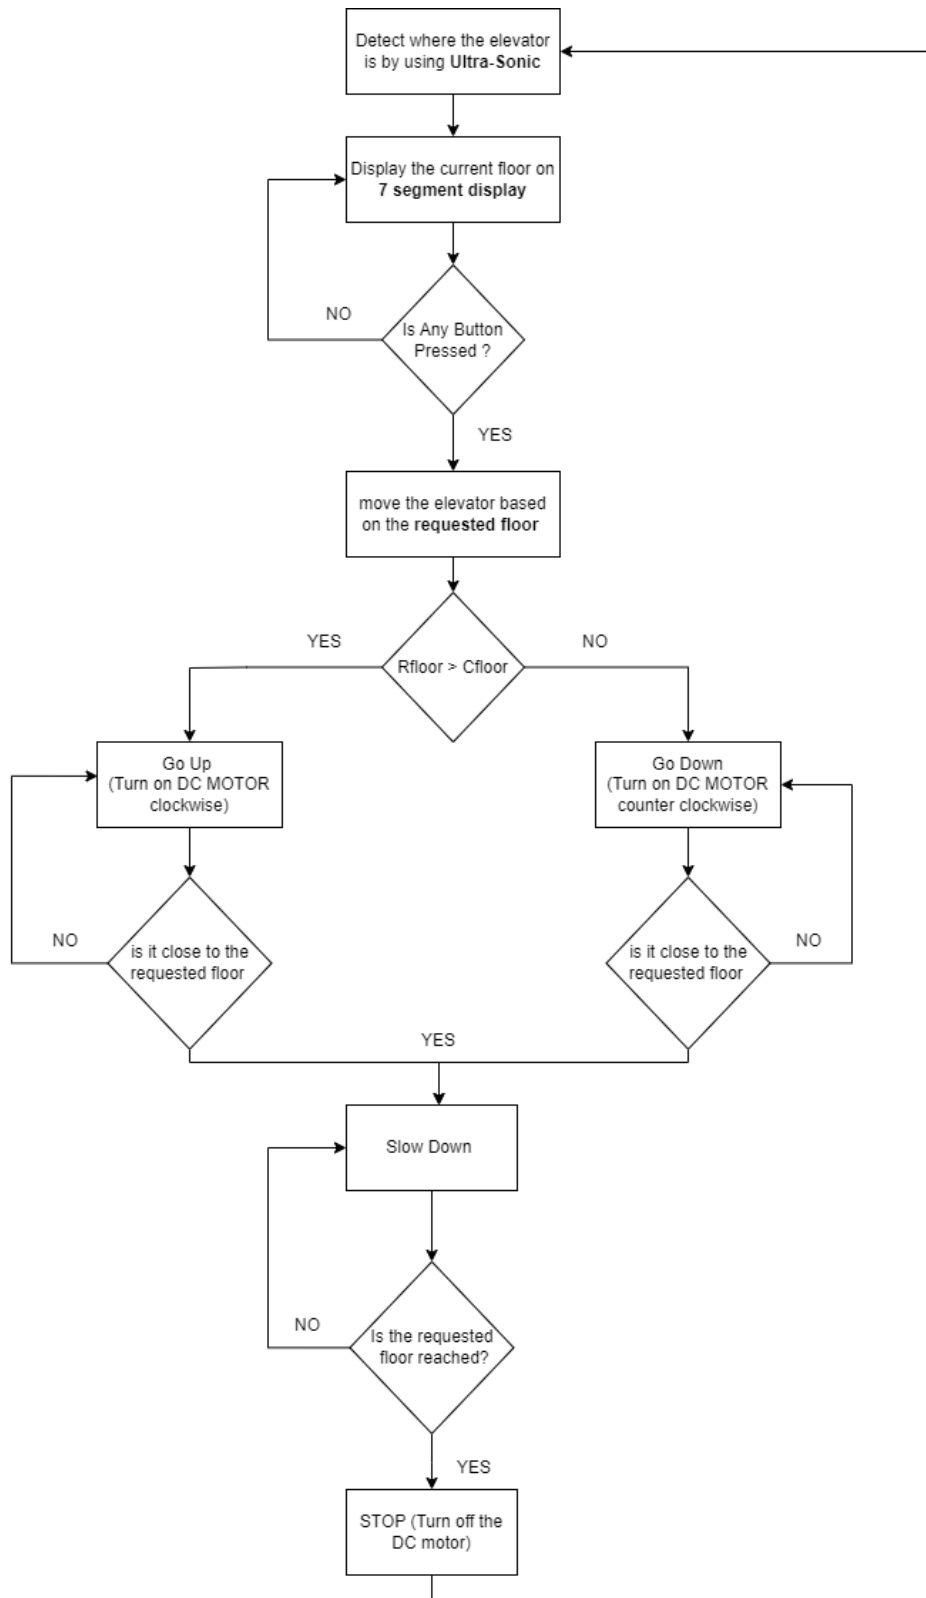 Detect where the elevator
is by using Ultra-Sonic
Display the current floor on
7 segment display
NO
Is Any Button
Pressed ?
YES
move the elevator based
on the requested floor
YES
NO
Rfloor > Cfloor
Go Up
(Turn on DC MOTOR
clockwise)
Go Down
(Turn on DC MOTOR
counter clockwise)
NO
is it close to the
requested floor
is it close to the
requested floor
NO
YES
Slow Down
NO
Is the requested
floor reached?
YES
STOP (Turn off the
DC motor)